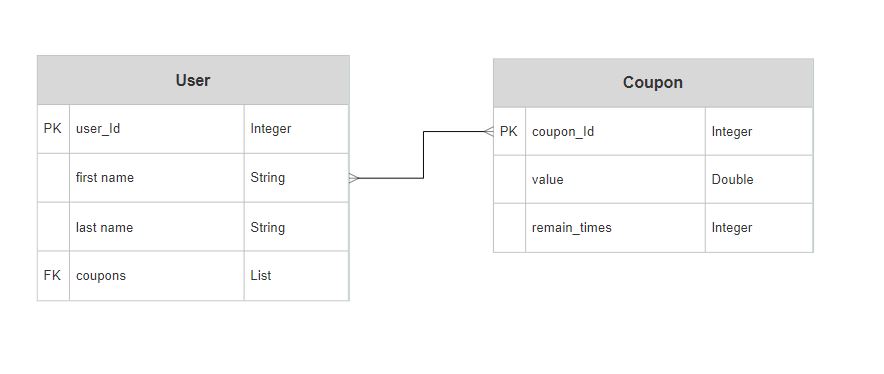 User
PK user_Id Integer
first name String
last name String
FK coupons List
Coupon
PK coupon_Id Integer
value Double
remain_times Integer